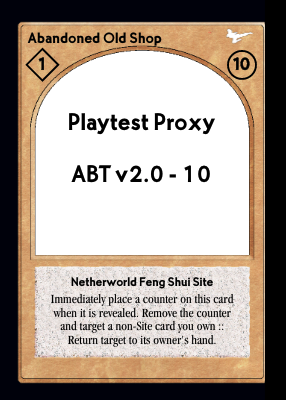 Abandoned Old Shop
1
10
Playtest Proxy
ABT v2.0 - 10
Netherworld Feng Shui Site
Immediately place a counter on this card
when it is revealed. Remove the counter
and target a non-Site card you own ::
Return target to its owner's hand.